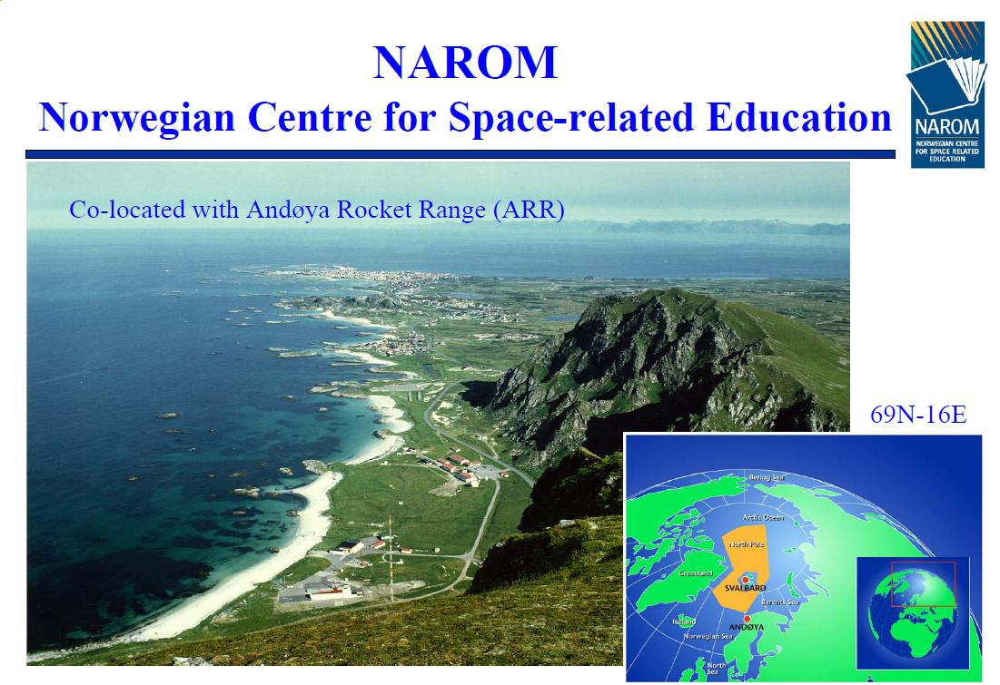 NAROM
Norwegian Centre for Space-related Education
NAROM
NORWEGIAN CENTRE
FOR SPACE RELATED
EDUCATION
Co-located with Andøya Rocket Range (ARR)
69N-16E
Bering Sea
Arctic Ocean
North Pole
Greenland
SVALBARD
Barents Sea
Iceland
ANDØYA
Norwegian Sea
North
Sea